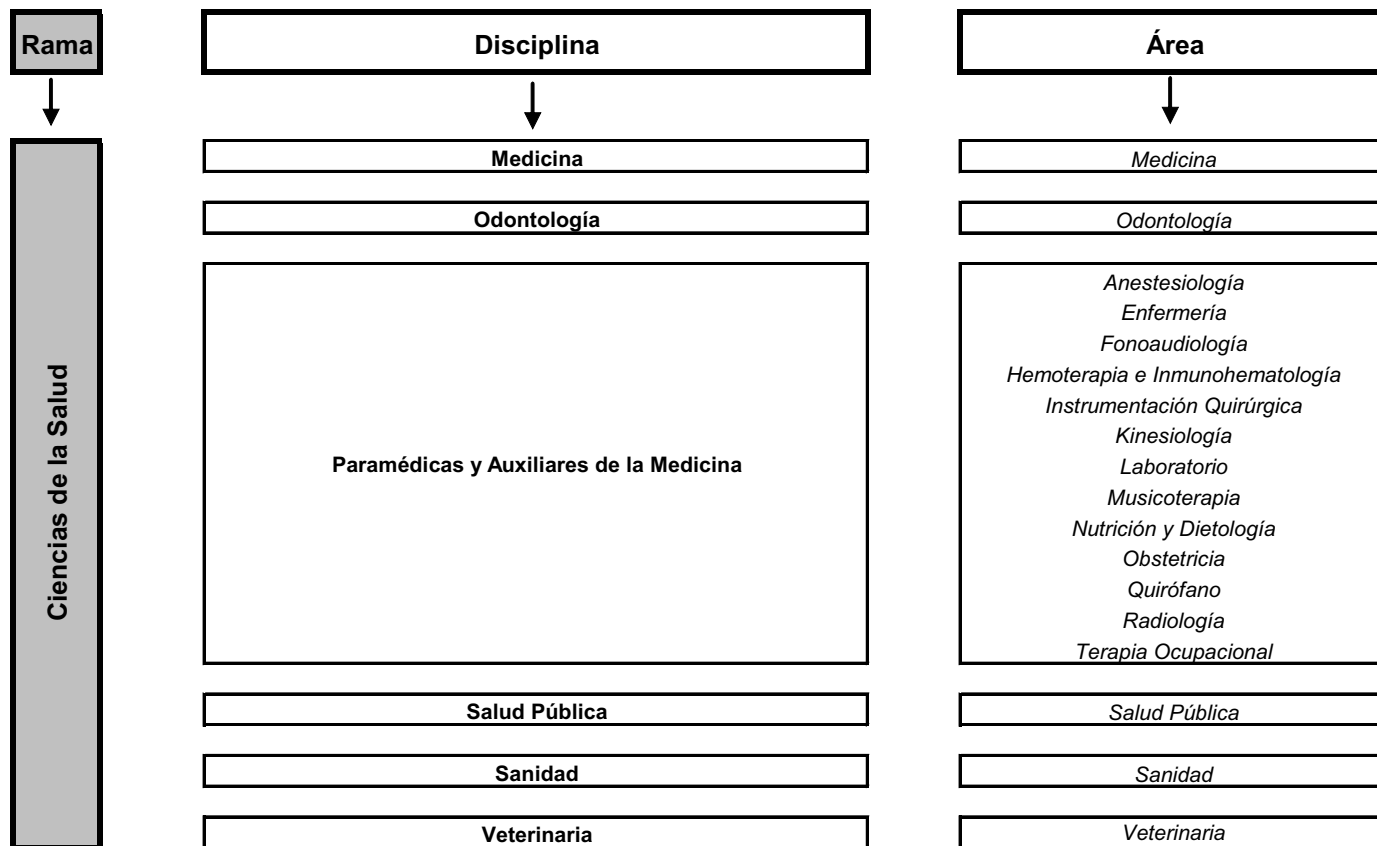 Rama
Disciplina
Área
Ciencias de la Salud
Medicina
Medicina
Odontología
Odontología
Paramédicas y Auxiliares de la Medicina
Anestesiología
Enfermería
Fonoaudiología
Hemoterapia e Inmunohematología
Instrumentación Quirúrgica
Kinesiología
Laboratorio
Musicoterapia
Nutrición y Dietología
Obstetricia
Quirófano
Radiología
Terapia Ocupacional
Salud Pública
Salud Pública
Sanidad
Sanidad
Veterinaria
Veterinaria